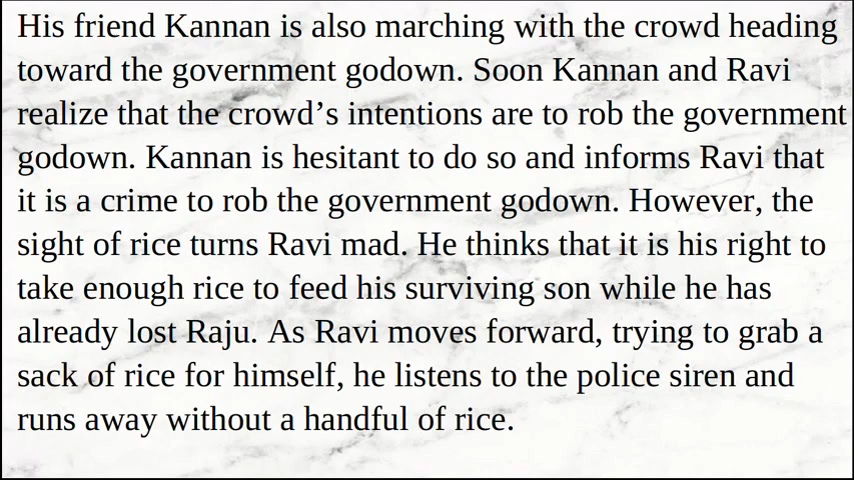 His friend Kannan is also marching with the crowd heading
toward the government godown. Soon Kannan and Ravi
realize that the crowd’s intentions are to rob the government
godown. Kannan is hesitant to do so and informs Ravi that
it is a crime to rob the government godown. However, the
sight of rice turns Ravi mad. He thinks that it is his right to
take enough rice to feed his surviving son while he has
already lost Raju. As Ravi moves forward, trying to grab a
sack of rice for himself, he listens to the police siren and
runs away without a handful of rice.